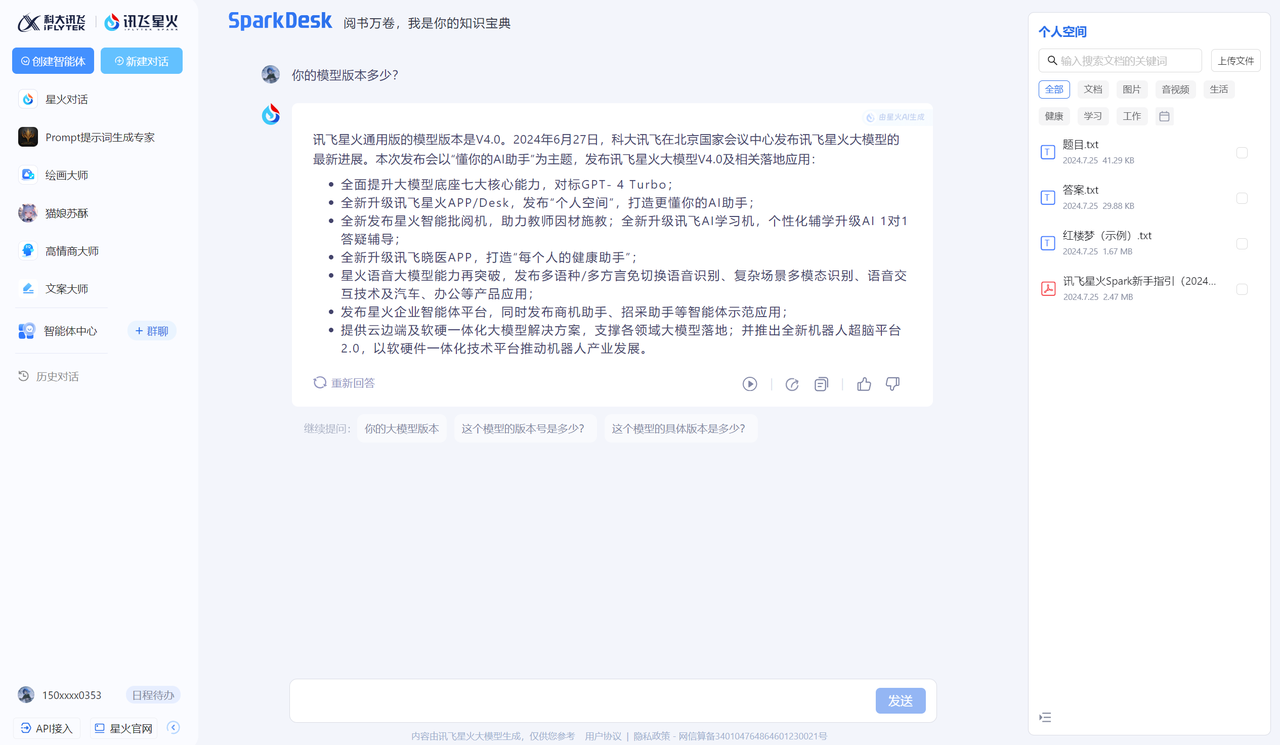 科大讯飞 iFLYTEK 讯飞星火
创建智能体 新建对话
星火对话
Prompt提示词生成专家
绘画大师
猫娘苏酥
高情商大师
文案大师
智能体中心 + 群聊
历史对话
150xxxx0353 日程待办
API接入 星火官网
SparkDesk 阅书万卷，我是你的知识宝典
你的模型版本多少?
由星火AI生成
讯飞星火通用版的模型版本是V4.0。2024年6月27日，科大讯飞在北京国家会议中心发布讯飞星火大模型的
最新进展。本次发布会以“懂你的AI助手”为主题，发布讯飞星火大模型V4.0及相关落地应用：
• 全面提升大模型底座七大核心能力，对标GPT- 4 Turbo；
• 全新升级讯飞星火APP/Desk，发布“个人空间”，打造更懂你的AI助手；
• 全新发布星火智能批阅机，助力教师因材施教；全新升级讯飞AI学习机，个性化辅学升级AI 1对1
答疑辅导；
• 全新升级讯飞晓医APP，打造“每个人的健康助手”；
• 星火语音大模型能力再突破，发布多语种/多方言免切换语音识别、复杂场景多模态识别、语音交
互技术及汽车、办公等产品应用；
• 发布星火企业智能体平台，同时发布商机助手、招采助手等智能体示范应用；
• 提供云边端及软硬一体化大模型解决方案，支撑各领域大模型落地；并推出全新机器人超脑平台
2.0，以软硬件一体化技术平台推动机器人产业发展。
重新回答
继续提问： 你的大模型版本 这个模型的版本号是多少？ 这个模型的具体版本是多少？
发送
内容由讯飞星火大模型生成，仅供您参考 用户协议 | 隐私政策 - 网信算备340104764864601230021号
个人空间
输入搜索文档的关键词 上传文件
全部 文档 图片 音视频 生活
健康 学习 工作
题目.txt
2024.7.25 41.29 KB
答案.txt
2024.7.25 29.88 KB
红楼梦（示例）.txt
2024.7.25 1.67 MB
讯飞星火Spark新手指引（2024...
2024.7.25 2.47 MB